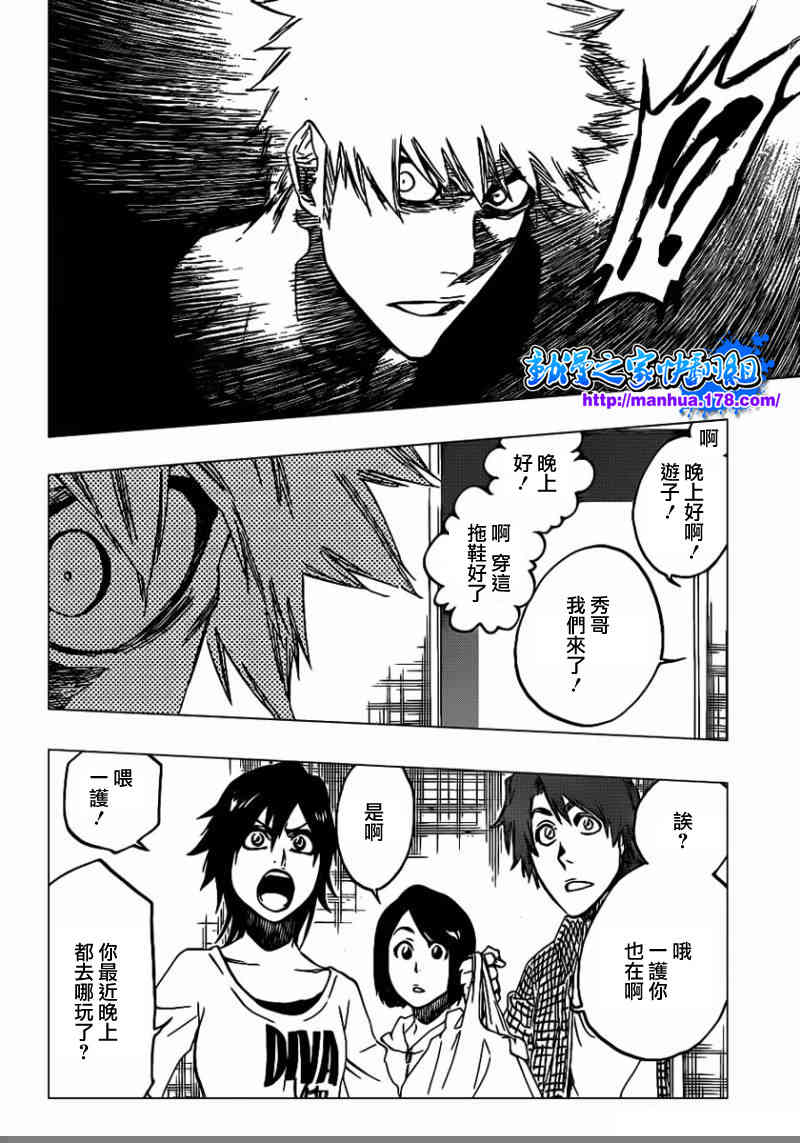 !?
動漫之家快翻組
http://manhua.178.com/
啊
晚上好啊!
遊子!
晚上
好!
啊 穿這
拖鞋好了
秀哥
我們來了!
誒?
哦
一護你
也在啊
是啊
喂
一護!
你最近晚上
都去哪玩了?
DIVA